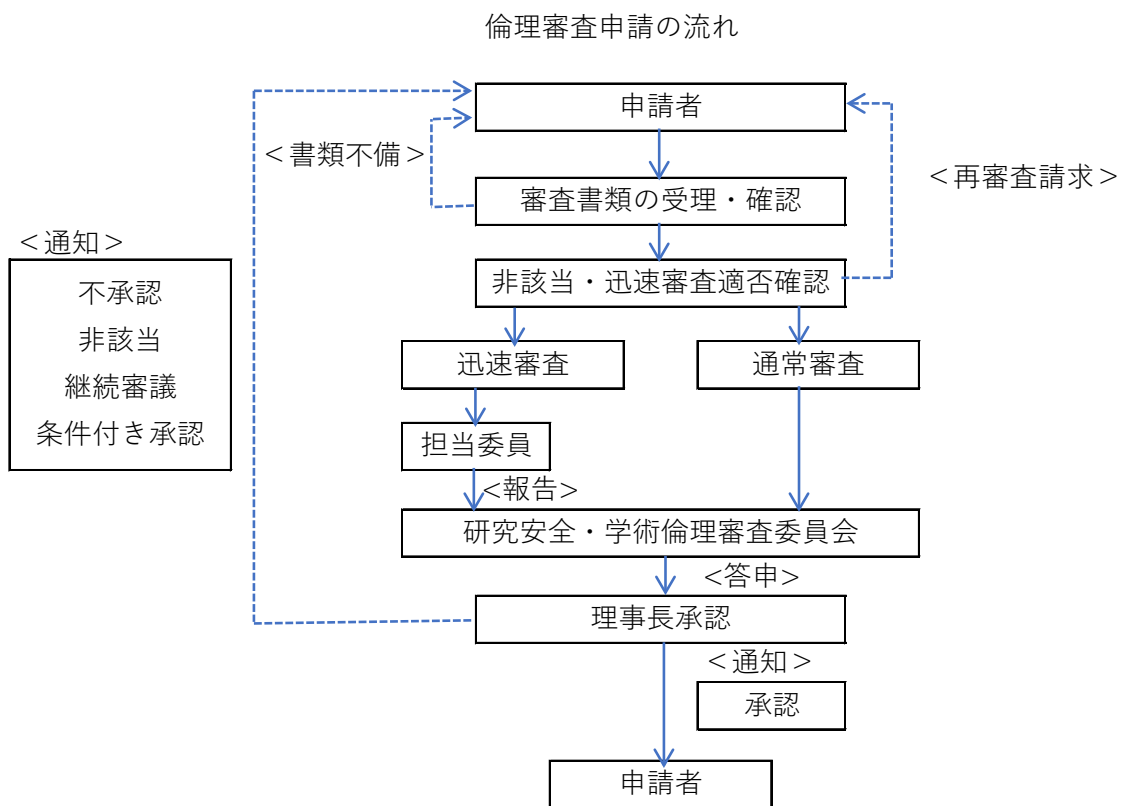 倫理審査申請の流れ
申請者
＜書類不備＞
＜再審査請求＞
審査書類の受理・確認
＜通知＞
不承認
非該当
継続審議
条件付き承認
非該当・迅速審査適否確認
迅速審査
通常審査
担当委員
<報告>
研究安全・学術倫理審査委員会
<答申>
理事長承認
＜通知＞
承認
申請者